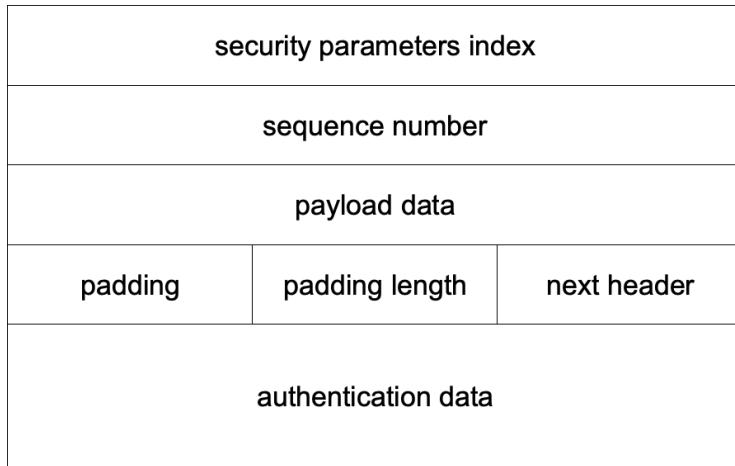 security parameters index
sequence number
payload data
padding padding length next header
authentication data